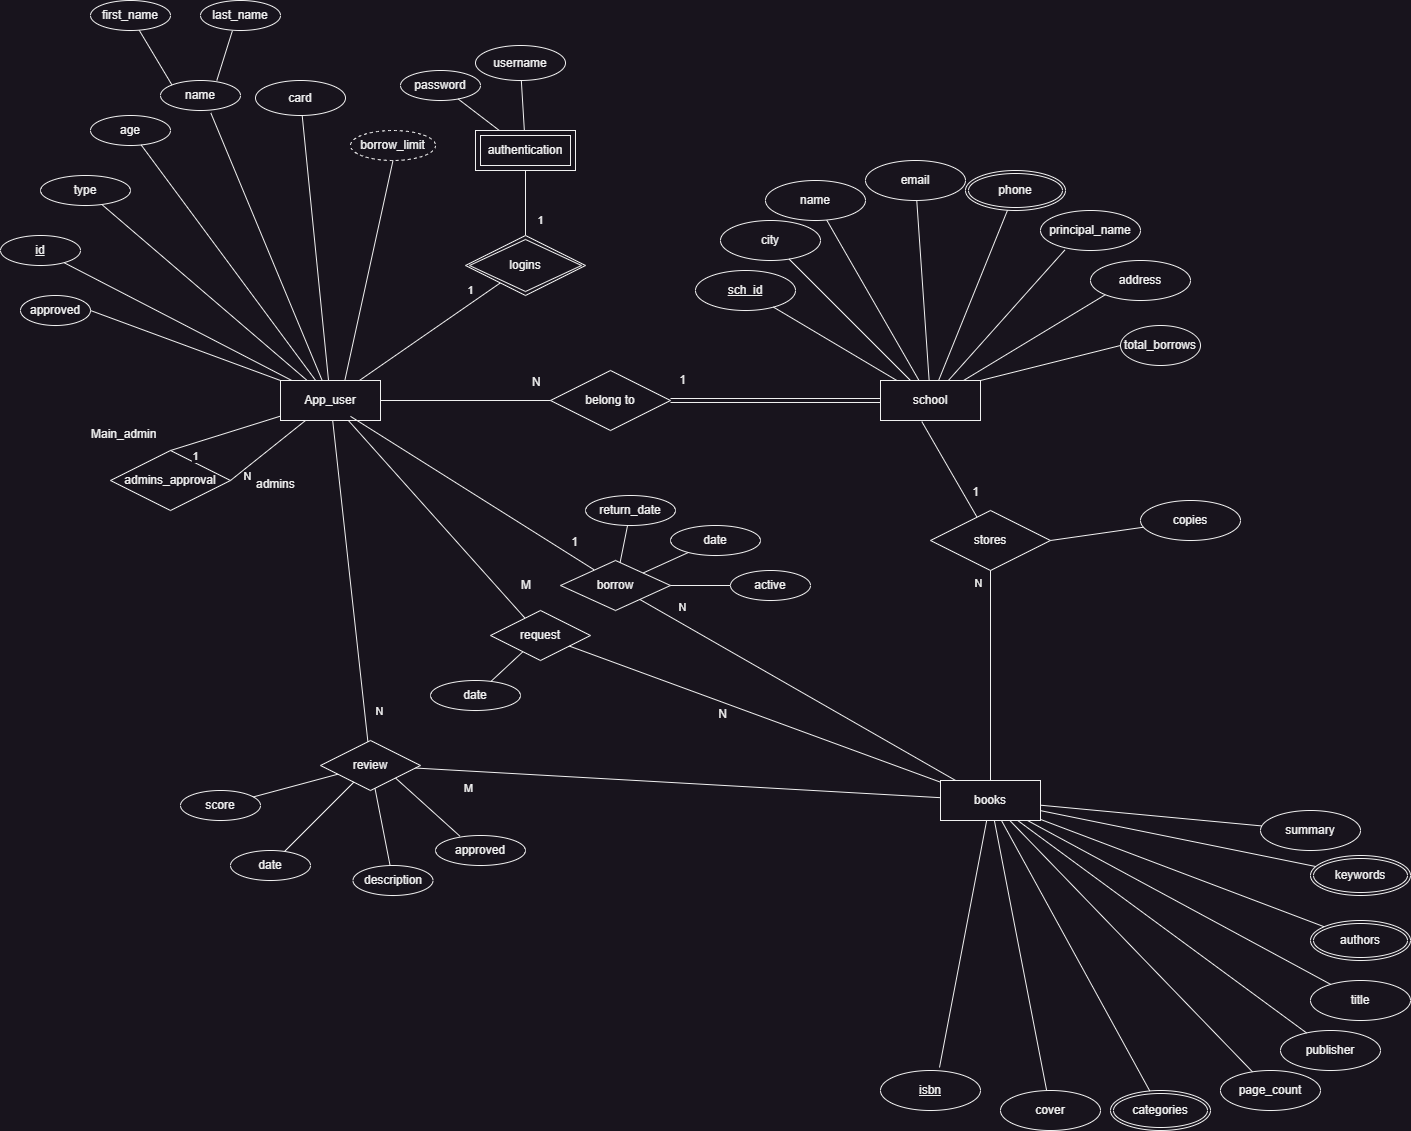 first_name
last_name
name
card
age
type
id
approved
borrow_limit
password
username
authentication
1
logins
1
App_user
N
belong to
1
school
sch_id
city
name
email
phone
principal_name
address
total_borrows
Main_admin
1
admins_approval
N
admins
return_date
date
active
1
borrow
N
M
request
date
N
1
stores
copies
N
N
review
M
score
date
description
approved
books
summary
keywords
authors
title
publisher
page_count
categories
cover
isbn